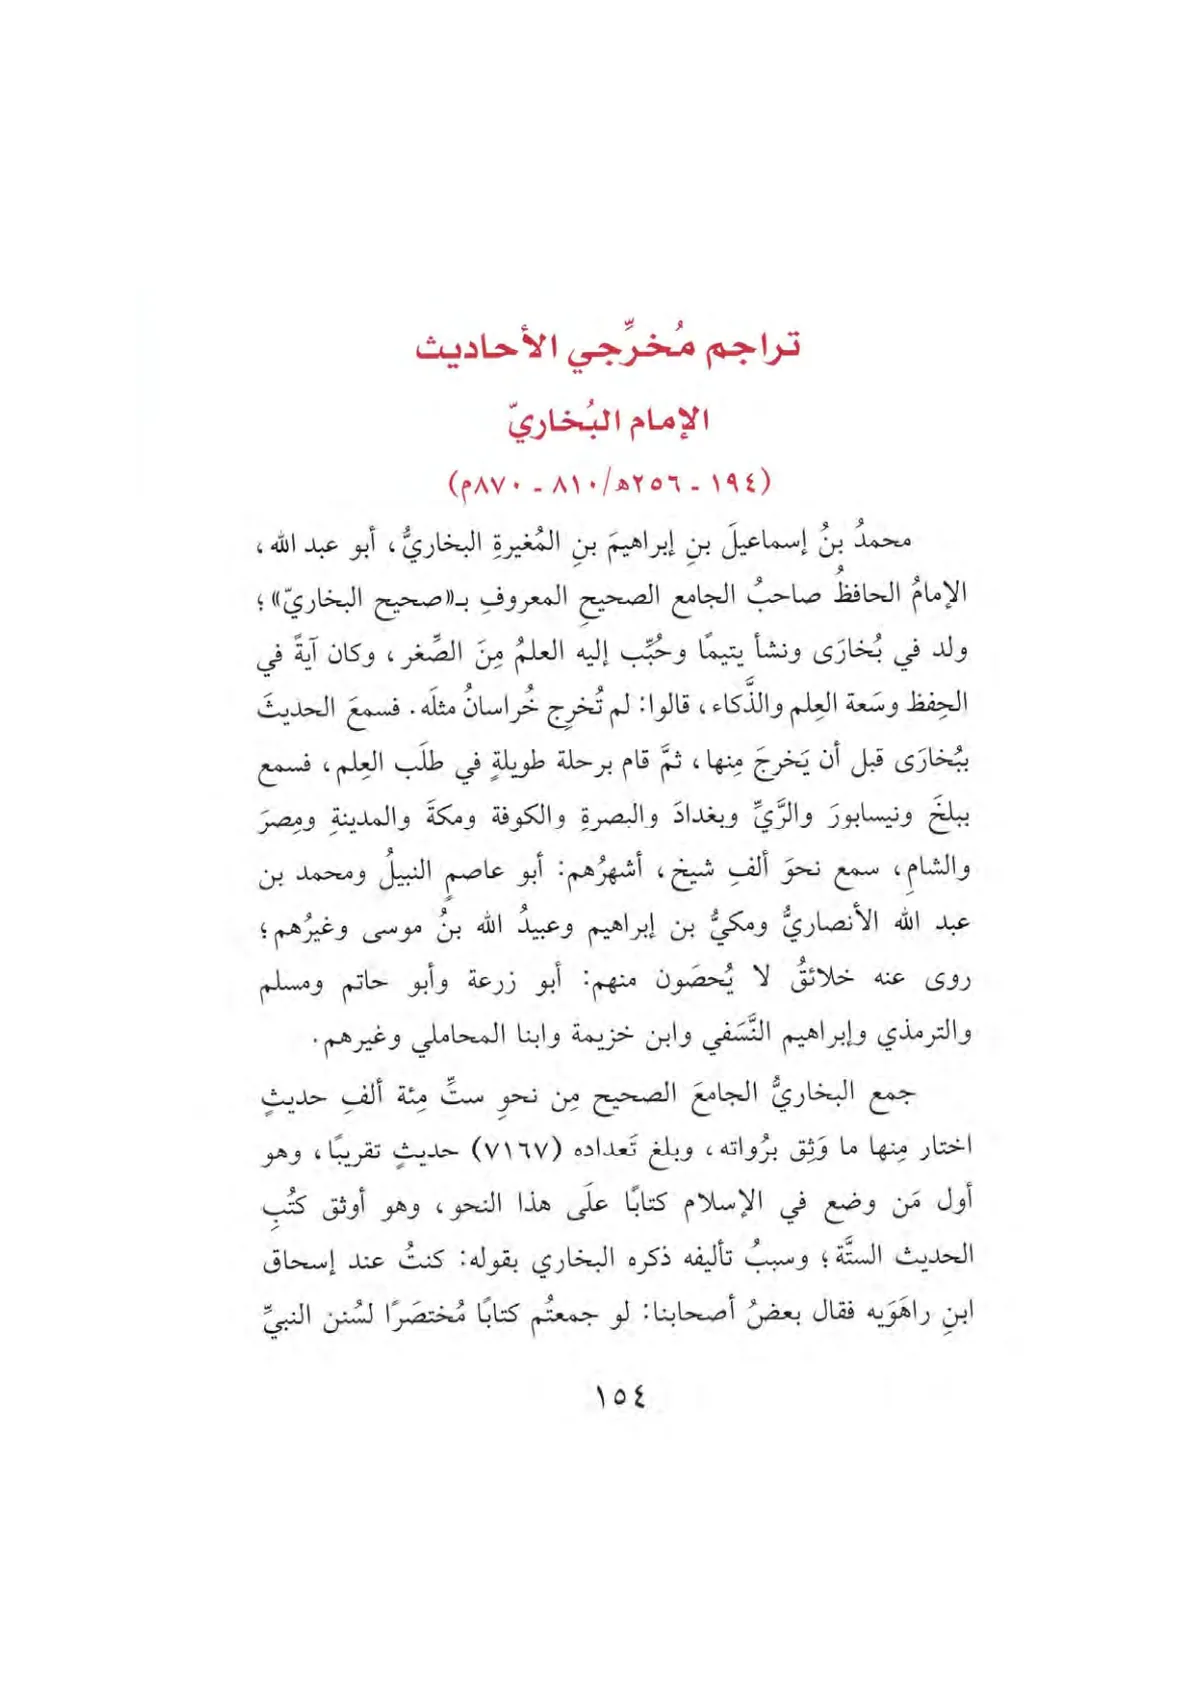 تراجم مُخرِّجي الأحاديث
الإمام البُخاريّ
(١٩٤ - ٢٥٦هـ/٨١٠ - ٨٧٠م)
محمدُ بنُ إسماعيلَ بنِ إبراهيمَ بنِ المُغيرةِ البخاريُّ، أبو عبد الله،
الإمامُ الحافظُ صاحبُ الجامع الصحيحِ المعروفِ بـ«صحيح البخاريّ»؛
ولد في بُخارَى ونشأ يتيمًا وحُبِّب إليه العلمُ مِنَ الصِّغر، وكان آيةً في
الحِفظ وسَعة العِلم والذَّكاء، قالوا: لم تُخرِج خُراسانُ مثلَه. فسمعَ الحديثَ
ببُخارَى قبل أن يَخرجَ مِنها، ثمَّ قام برحلة طويلةٍ في طلَب العِلم، فسمع
ببلخَ ونيسابورَ والرَّيِّ وبغدادَ والبصرةِ والكوفة ومكةَ والمدينةِ ومِصرَ
والشامِ، سمع نحوَ ألفِ شيخ، أشهرُهم: أبو عاصمٍ النبيلُ ومحمد بن
عبد الله الأنصاريُّ ومكيُّ بن إبراهيم وعبيدُ الله بنُ موسى وغيرُهم؛
روى عنه خلائقُ لا يُحصَون منهم: أبو زرعة وأبو حاتم ومسلم
والترمذي وإبراهيم النَّسَفي وابن خزيمة وابنا المحاملي وغيرهم.
جمع البخاريُّ الجامعَ الصحيح مِن نحوِ ستِّ مِئة ألفِ حديثٍ
اختار مِنها ما وَثِق برُواته، وبلغ تَعداده (٧١٦٧) حديثٍ تقريبًا، وهو
أول مَن وضع في الإسلام كتابًا علَى هذا النحو، وهو أوثق كتُبِ
الحديث الستَّة؛ وسببُ تأليفه ذكره البخاري بقوله: كنتُ عند إسحاق
ابنِ راهَوَيه فقال بعضُ أصحابنا: لو جمعتُم كتابًا مُختصَرًا لسُنن النبيِّ
١٥٤